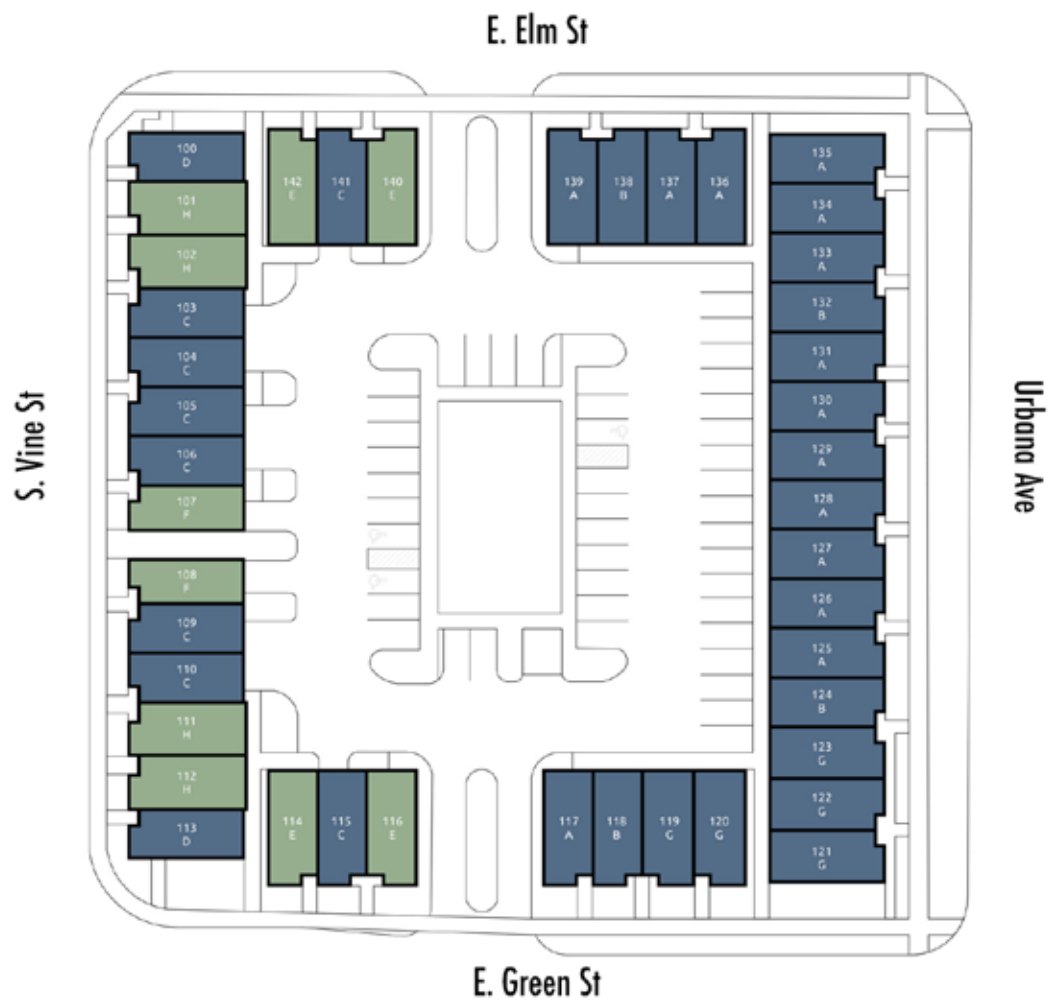 E. Elm St
100
D
101
H
102
H
103
C
104
C
105
C
106
C
107
F
108
F
109
C
110
C
111
H
112
H
113
D
142
E
141
C
140
E
139
A
138
B
137
A
136
A
135
A
134
A
133
A
132
B
131
A
130
A
129
A
128
A
127
A
126
A
125
A
124
B
123
G
122
G
121
G
114
E
115
C
116
E
117
A
118
B
119
G
120
G
S. Vine St
Urbana Ave
E. Green St